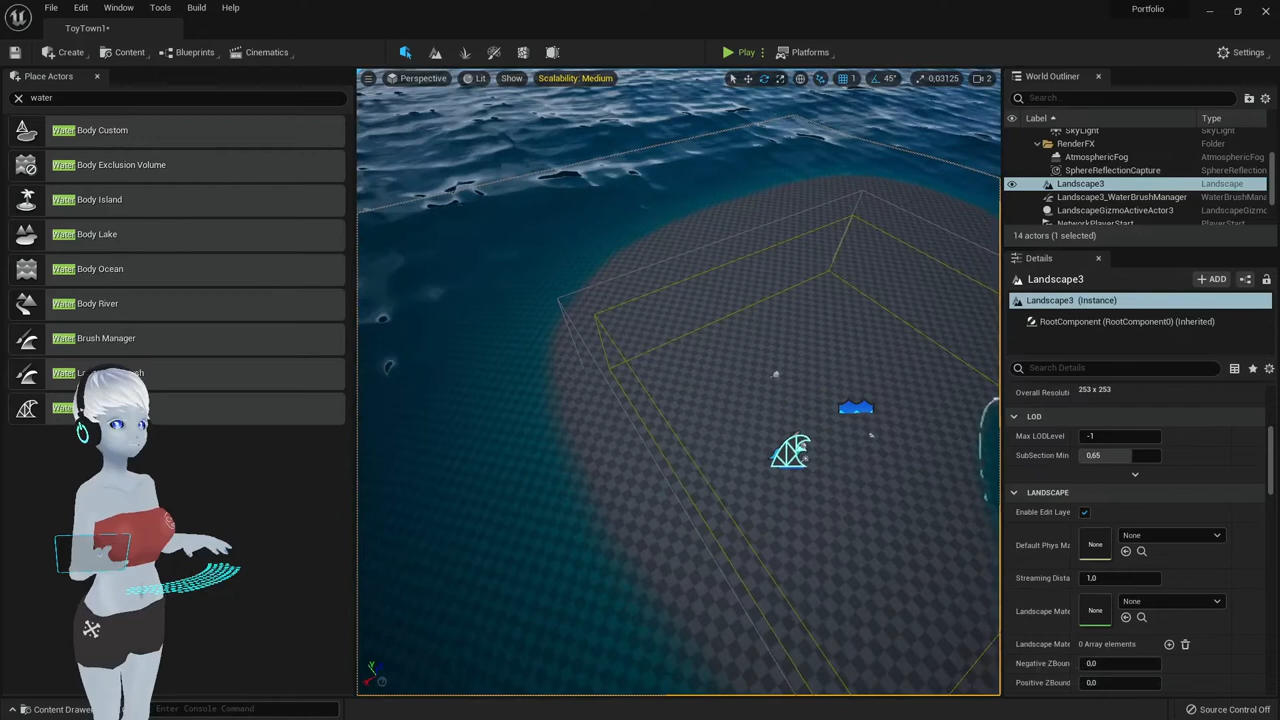 File Edit Window Tools Build Help
Portfolio
ToyTown1*
Create Content Blueprints Cinematics
Play Platforms
Settings
Place Actors
water
Water Body Custom
Water Body Exclusion Volume
Water Body Island
Water Body Lake
Water Body Ocean
Water Body River
Water Brush Manager
Perspective Lit Show Scalability: Medium
1 45° 0,03125 2
World Outliner
Search...
Label Type
SkyLight SkyLight
RenderFX Folder
AtmosphericFog AtmosphericFog
SphereReflectionCapture SphereReflection
Landscape3 Landscape
Landscape3_WaterBrushManager WaterBrushMana
LandscapeGizmoActiveActor3 LandscapeGizmo
NetworkPlayerStart PlayerStart
14 actors (1 selected)
Details
Landscape3
ADD
Landscape3 (Instance)
RootComponent (RootComponent0) (Inherited)
Search Details
Overall Resoluti 253 x 253
LOD
Max LODLevel -1
SubSection Min 0,65
LANDSCAPE
Enable Edit Laye
Default Phys Ma None None
Streaming Dista 1,0
Landscape Mate None None
Landscape Mate 0 Array elements
Negative ZBoun 0,0
Positive ZBound 0,0
Content Drawer
Enter Console Command
Source Control Off